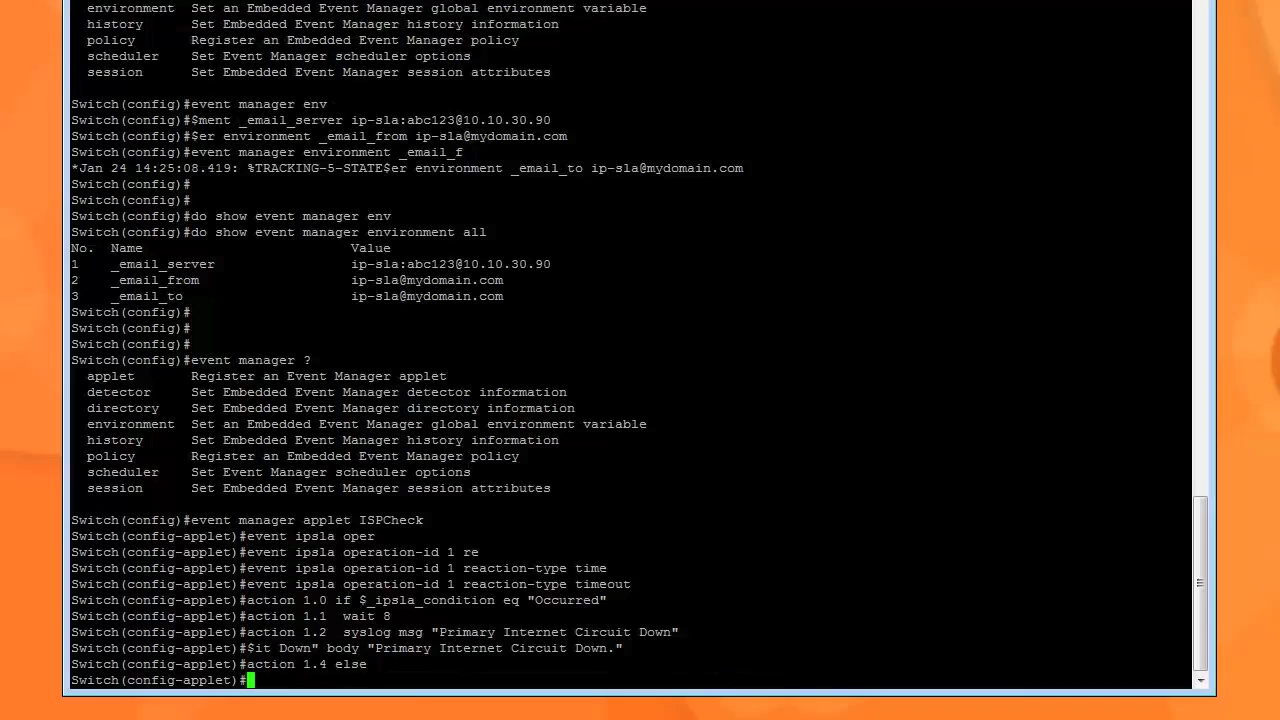 environment Set an Embedded Event Manager global environment variable
history Set Embedded Event Manager history information
policy Register an Embedded Event Manager policy
scheduler Set Event Manager scheduler options
session Set Embedded Event Manager session attributes
Switch(config)#event manager env
Switch(config)#$ment _email_server ip-sla:abc123@10.10.30.90
Switch(config)#$er environment _email_from ip-sla@mydomain.com
Switch(config)#event manager environment _email_f
*Jan 24 14:25:08.419: %TRACKING-5-STATE$er environment _email_to ip-sla@mydomain.com
Switch(config)#
Switch(config)#
Switch(config)#do show event manager env
Switch(config)#do show event manager environment all
No. Name Value
1 _email_server ip-sla:abc123@10.10.30.90
2 _email_from ip-sla@mydomain.com
3 _email_to ip-sla@mydomain.com
Switch(config)#
Switch(config)#
Switch(config)#
Switch(config)#event manager ?
applet Register an Event Manager applet
detector Set Embedded Event Manager detector information
directory Set Embedded Event Manager directory information
environment Set an Embedded Event Manager global environment variable
history Set Embedded Event Manager history information
policy Register an Embedded Event Manager policy
scheduler Set Event Manager scheduler options
session Set Embedded Event Manager session attributes
Switch(config)#event manager applet ISPCheck
Switch(config-applet)#event ipsla oper
Switch(config-applet)#event ipsla operation-id 1 re
Switch(config-applet)#event ipsla operation-id 1 reaction-type time
Switch(config-applet)#event ipsla operation-id 1 reaction-type timeout
Switch(config-applet)#action 1.0 if $_ipsla_condition eq "Occurred"
Switch(config-applet)#action 1.1 wait 8
Switch(config-applet)#action 1.2 syslog msg "Primary Internet Circuit Down"
Switch(config-applet)#$it Down" body "Primary Internet Circuit Down."
Switch(config-applet)#action 1.4 else
Switch(config-applet)#